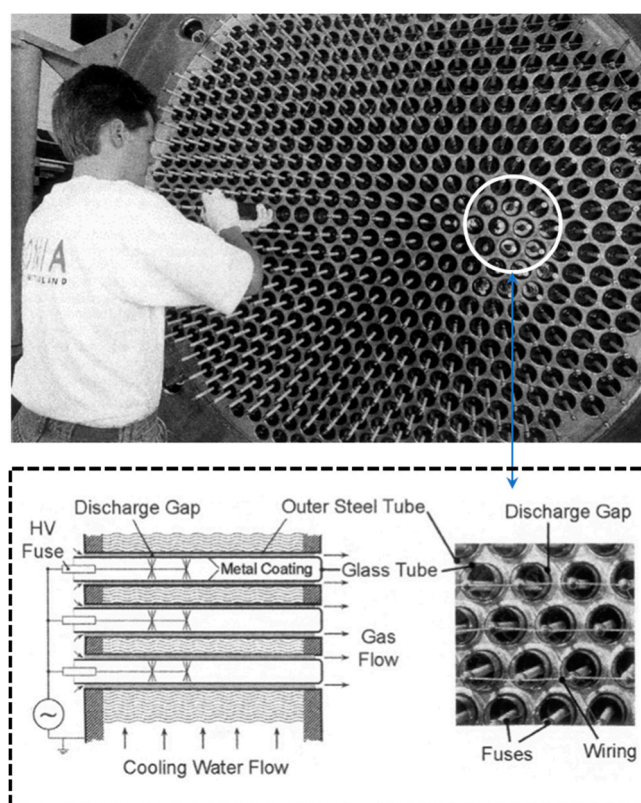 ONIA
Discharge Gap
Outer Steel Tube
Discharge Gap
HV
Fuse
Metal Coating
Glass Tube
Gas
Flow
~
Cooling Water Flow
Fuses
Wiring